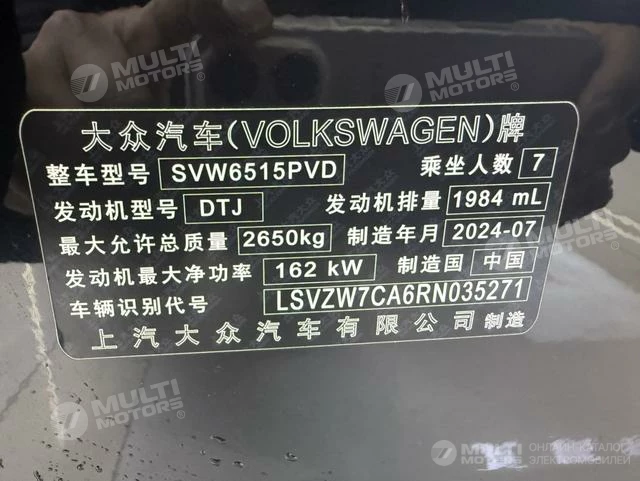 MULTI MOTORS
MULTI MOTORS
大众汽车(VOLKSWAGEN)牌
整车型号 SVW6515PVD 乘坐人数 7
发动机型号 DTJ 发动机排量 1984 mL
最大允许总质量 2650kg 制造年月 2024-07
发动机最大净功率 162 kW 制造国 中国
车辆识别代号 LSVZW7CA6RN035271
上汽大众汽车有限公司 制造
MULTI MOTORS
MULTI MOTORS
ОНЛАЙН-КАТАЛОГ
ЭЛЕКТРОМОБИЛЕЙ